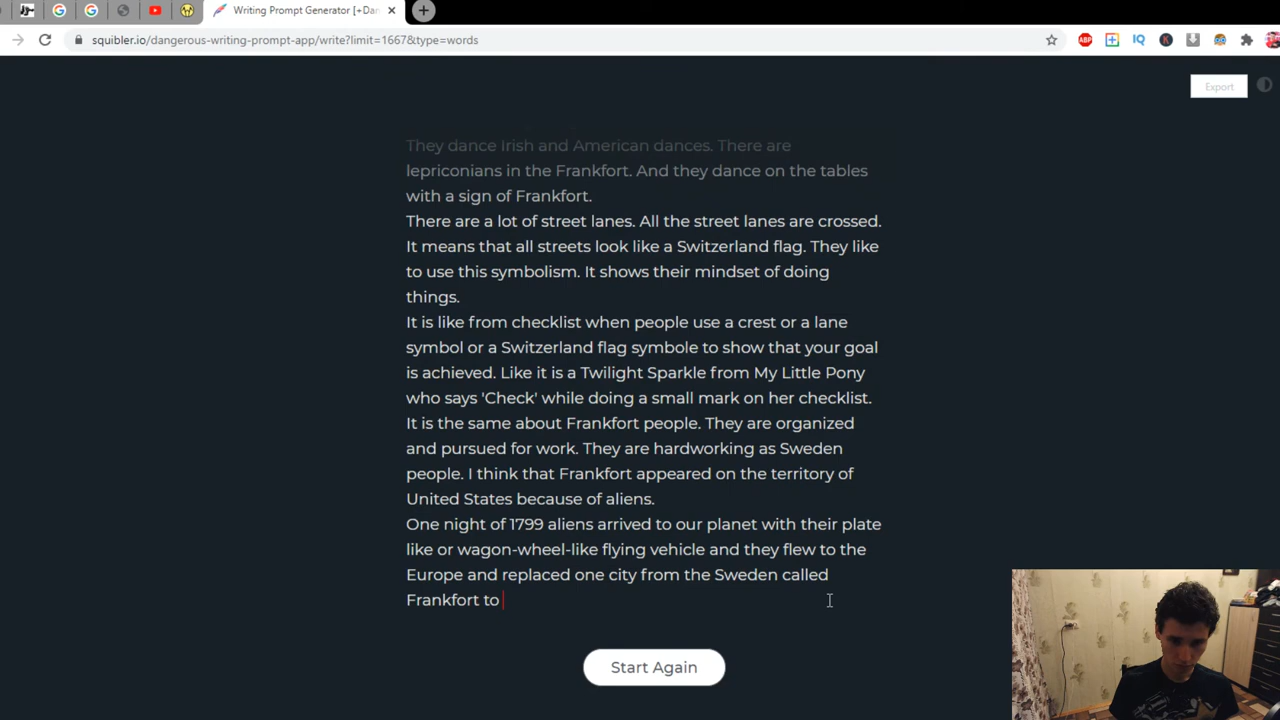 Writing Prompt Generator [+Dan
squibler.io/dangerous-writing-prompt-app/write?limit=1667&type=words
ABP
IQ
K
Export
They dance Irish and American dances. There are
lepriconians in the Frankfort. And they dance on the tables
with a sign of Frankfort.
There are a lot of street lanes. All the street lanes are crossed.
It means that all streets look like a Switzerland flag. They like
to use this symbolism. It shows their mindset of doing
things.
It is like from checklist when people use a crest or a lane
symbol or a Switzerland flag symbole to show that your goal
is achieved. Like it is a Twilight Sparkle from My Little Pony
who says 'Check' while doing a small mark on her checklist.
It is the same about Frankfort people. They are organized
and pursued for work. They are hardworking as Sweden
people. I think that Frankfort appeared on the territory of
United States because of aliens.
One night of 1799 aliens arrived to our planet with their plate
like or wagon-wheel-like flying vehicle and they flew to the
Europe and replaced one city from the Sweden called
Frankfort to
Start Again